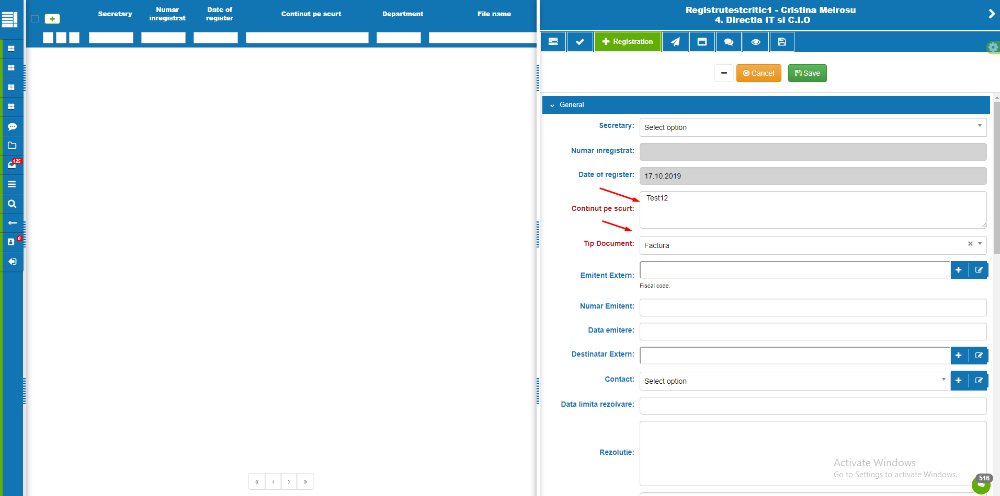 Secretary
Numar
inregistrat
Date of
register
Continut pe scurt
Department
File name
125
0
« ‹ › »
Registrutestcritic1 - Cristina Meirosu
4. Directia IT si C.I.O
Registration
Cancel
Save
General
Secretary: Select option
Numar inregistrat:
Date of register: 17.10.2019
Continut pe scurt: Test12
Tip Document: Factura
Emitent Extern:
Fiscal code:
Numar Emitent:
Data emitere:
Destinatar Extern:
Contact: Select option
Data limita rezolvare:
Rezolutie:
Activate Windows
Go to Settings to activate Windows.
516